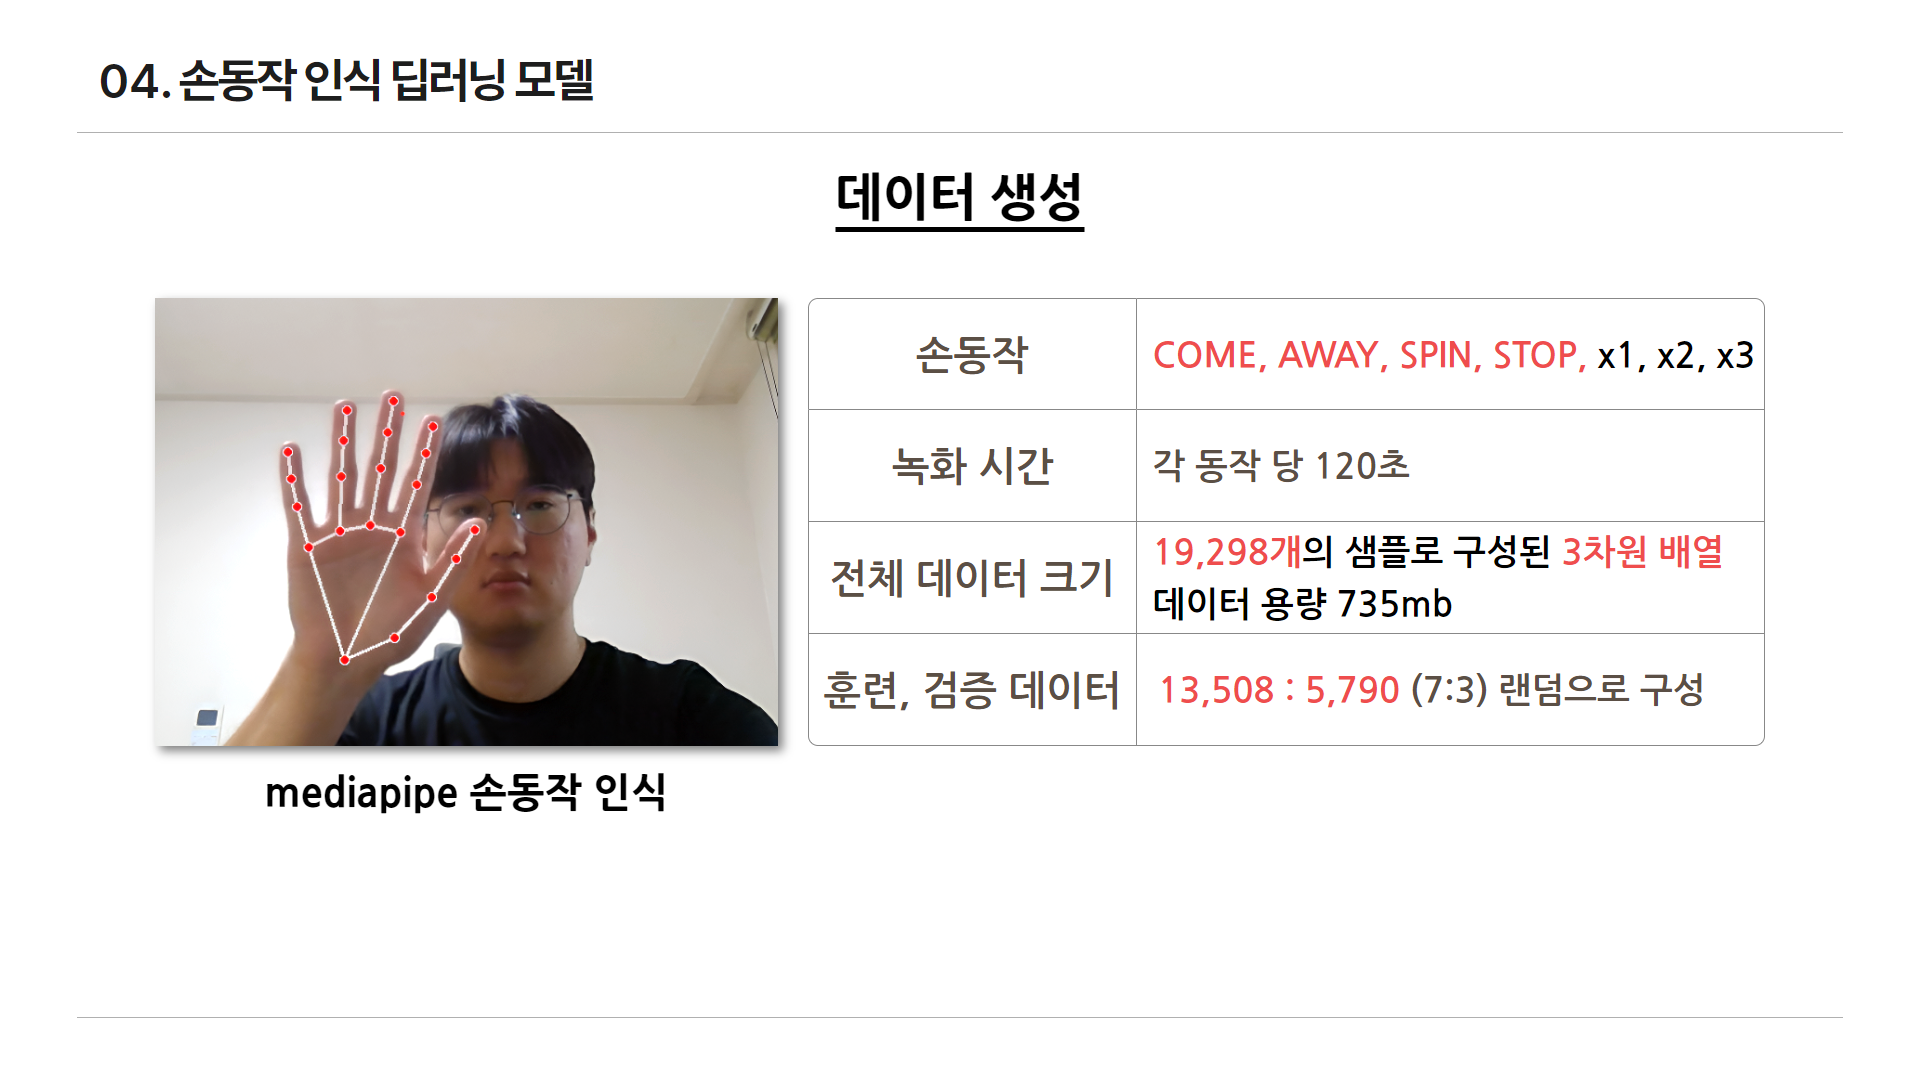 04. 손동작 인식 딥러닝 모델
데이터 생성
손동작
COME, AWAY, SPIN, STOP, x1, x2, x3
녹화 시간
각 동작 당 120초
전체 데이터 크기
19,298개의 샘플로 구성된 3차원 배열
데이터 용량 735mb
훈련, 검증 데이터
13,508 : 5,790 (7:3) 랜덤으로 구성
mediapipe 손동작 인식